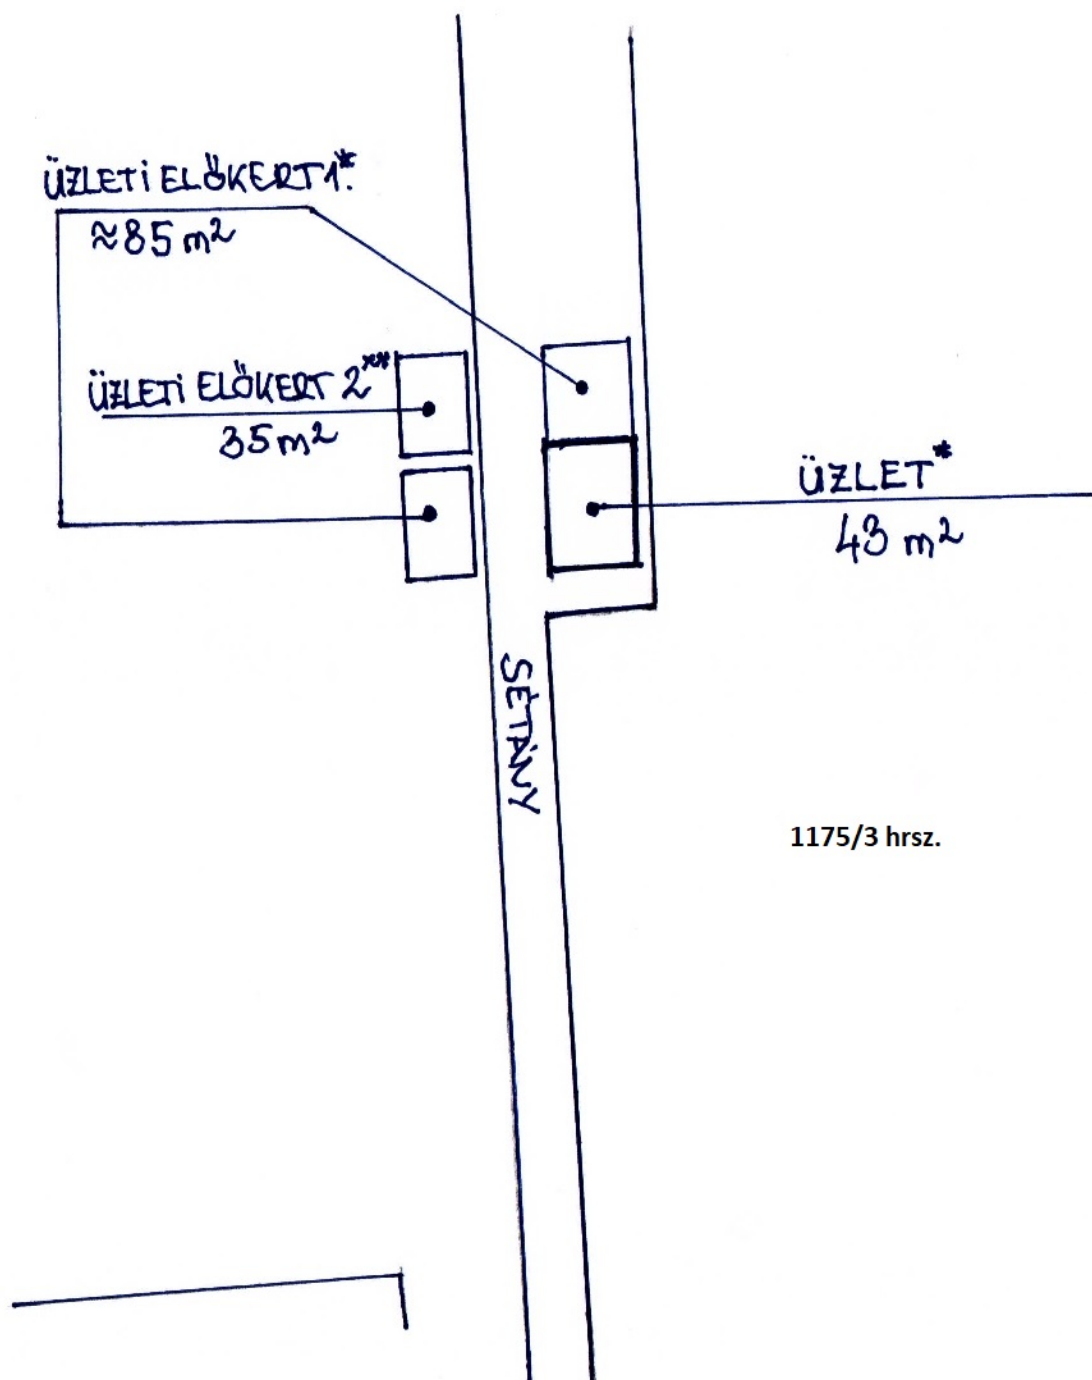 ÜZLETI ELŐKERT 1.*
≈85 m²
ÜZLETI ELŐKERT 2**
35 m²
ÜZLET*
43 m²
SÉTÁNY
1175/3 hrsz.